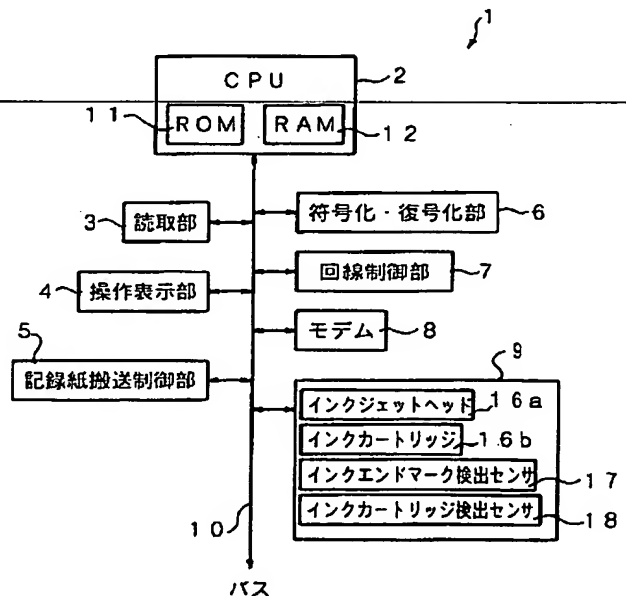 1
CPU
2
11
ROM
RAM
12
3
読取部
符号化・復号化部
6
4
操作表示部
回線制御部
7
5
記録紙搬送制御部
モデム
8
9
インクジェットヘッド
16a
インクカートリッジ
16b
インクエンドマーク検出センサ
17
インクカートリッジ検出センサ
18
10
バス